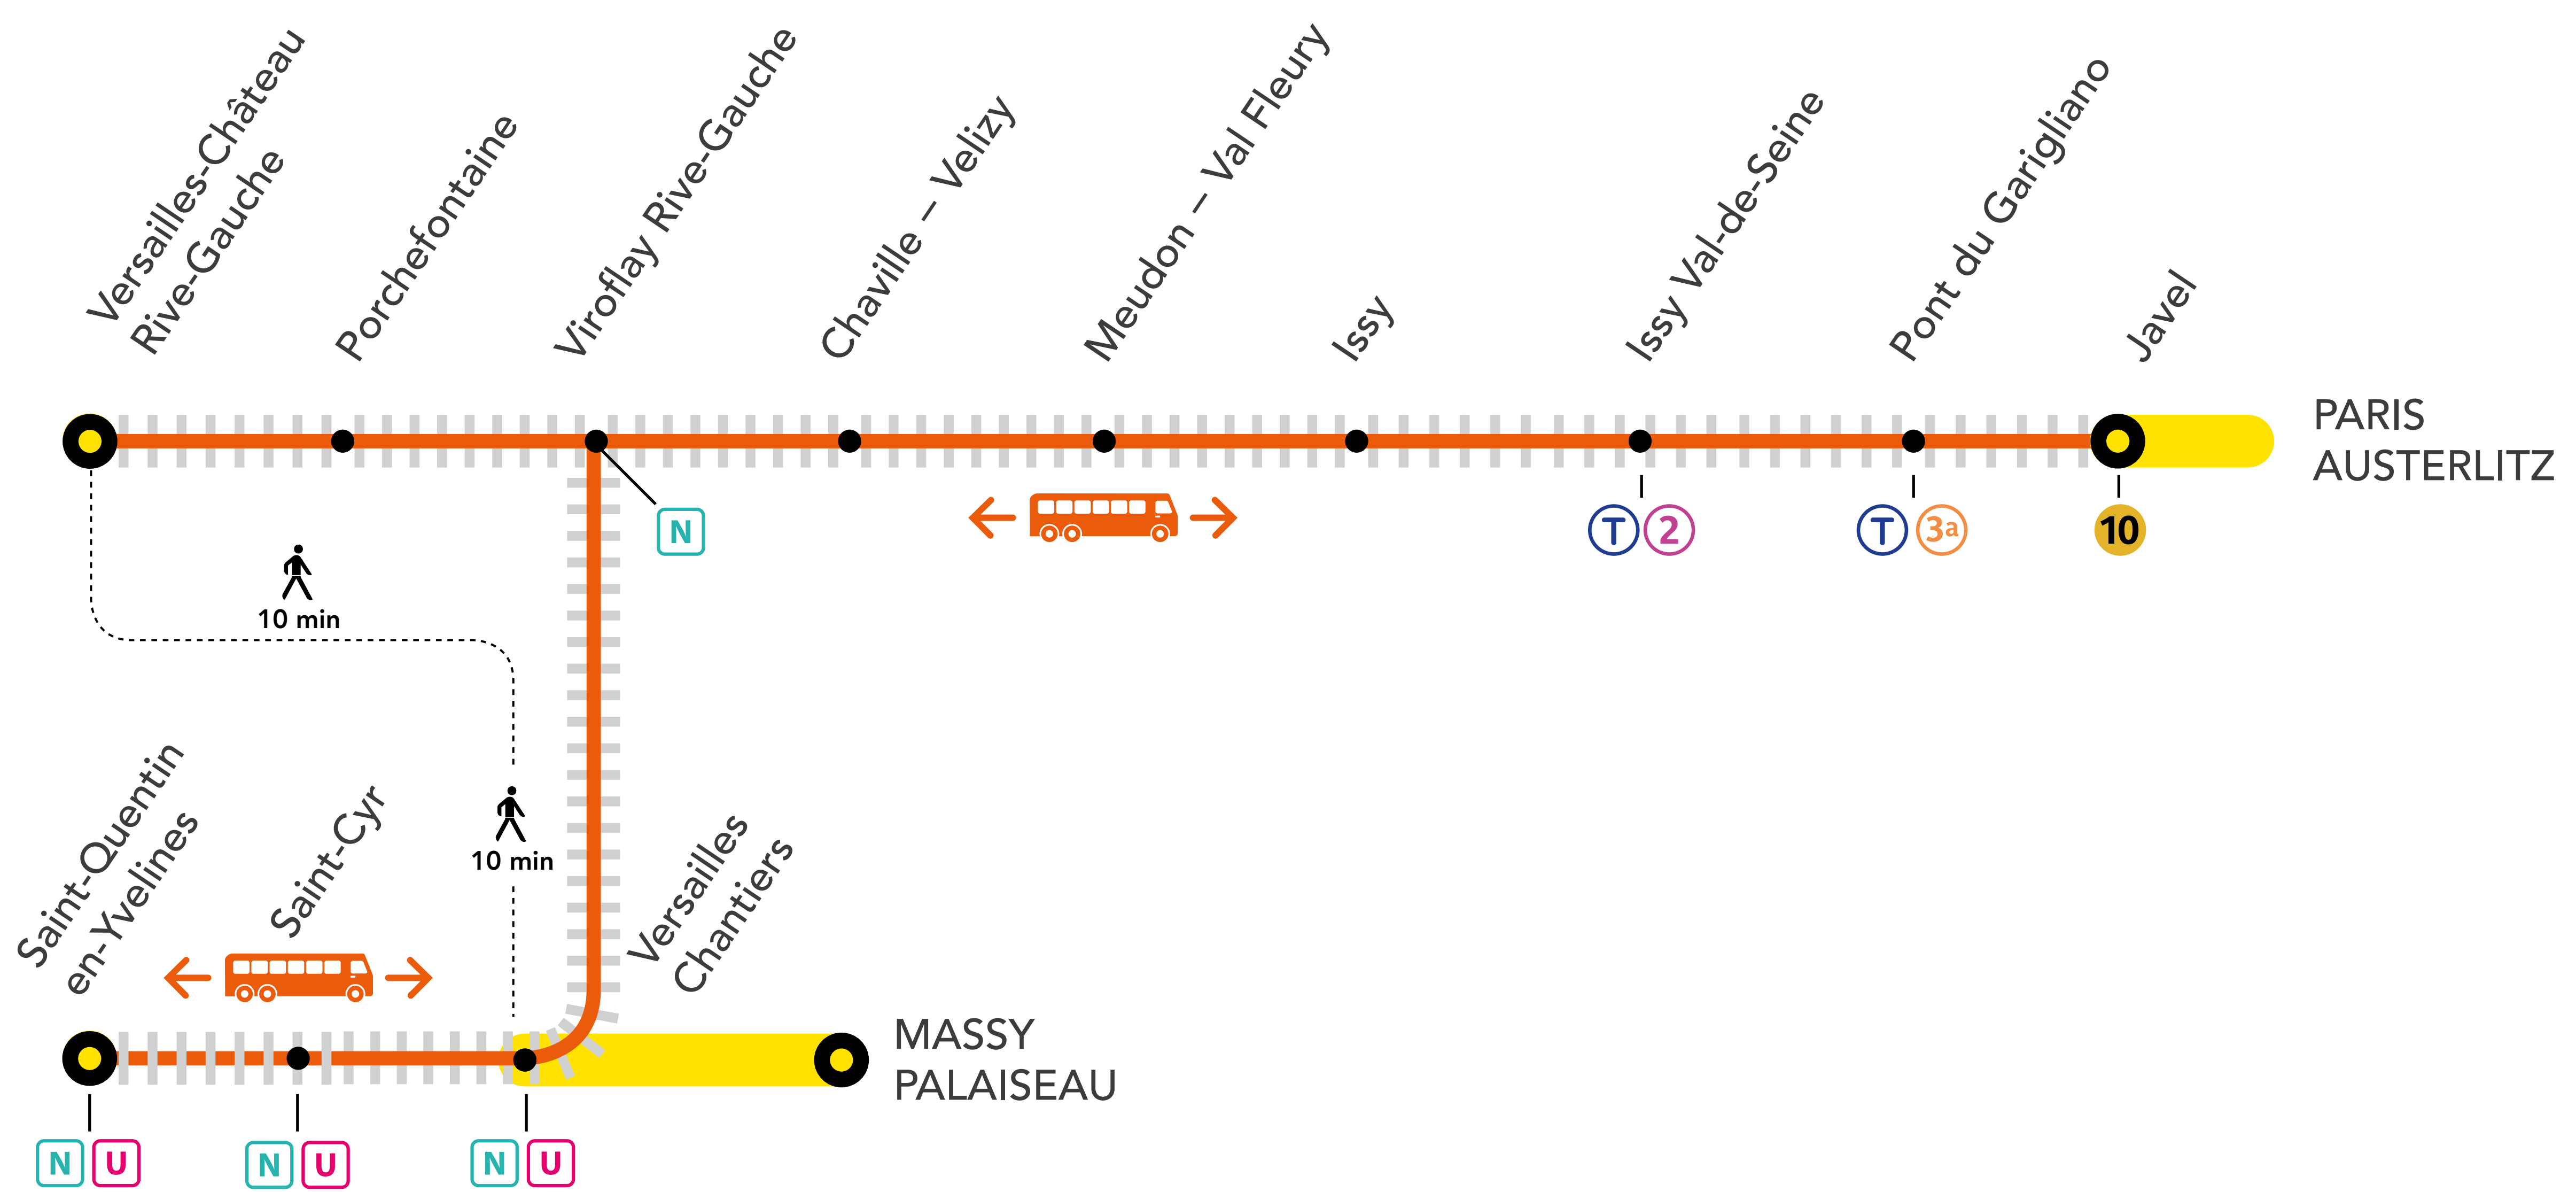 Versailles-Château
Rive-Gauche
Porchefontaine
Viroflay Rive-Gauche
Chaville – Velizy
Meudon – Val Fleury
Issy
Issy Val-de-Seine
Pont du Garigliano
Javel
PARIS
AUSTERLITZ
N
T 2
T 3a
10
10 min
10 min
Saint-Quentin
en-Yvelines
Saint-Cyr
Versailles
Chantiers
MASSY
PALAISEAU
N U
N U
N U